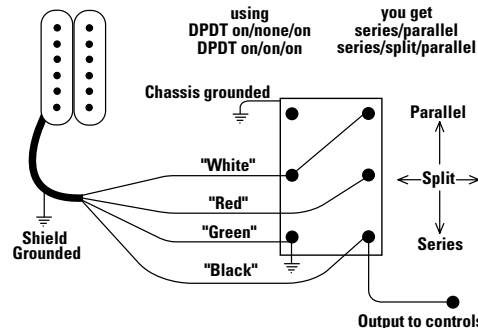 using
DPDT on/none/on
DPDT on/on/on
you get
series/parallel
series/split/parallel
Chassis grounded
Parallel
"White"
Split
"Red"
"Green"
Shield
Grounded
Series
"Black"
Output to controls